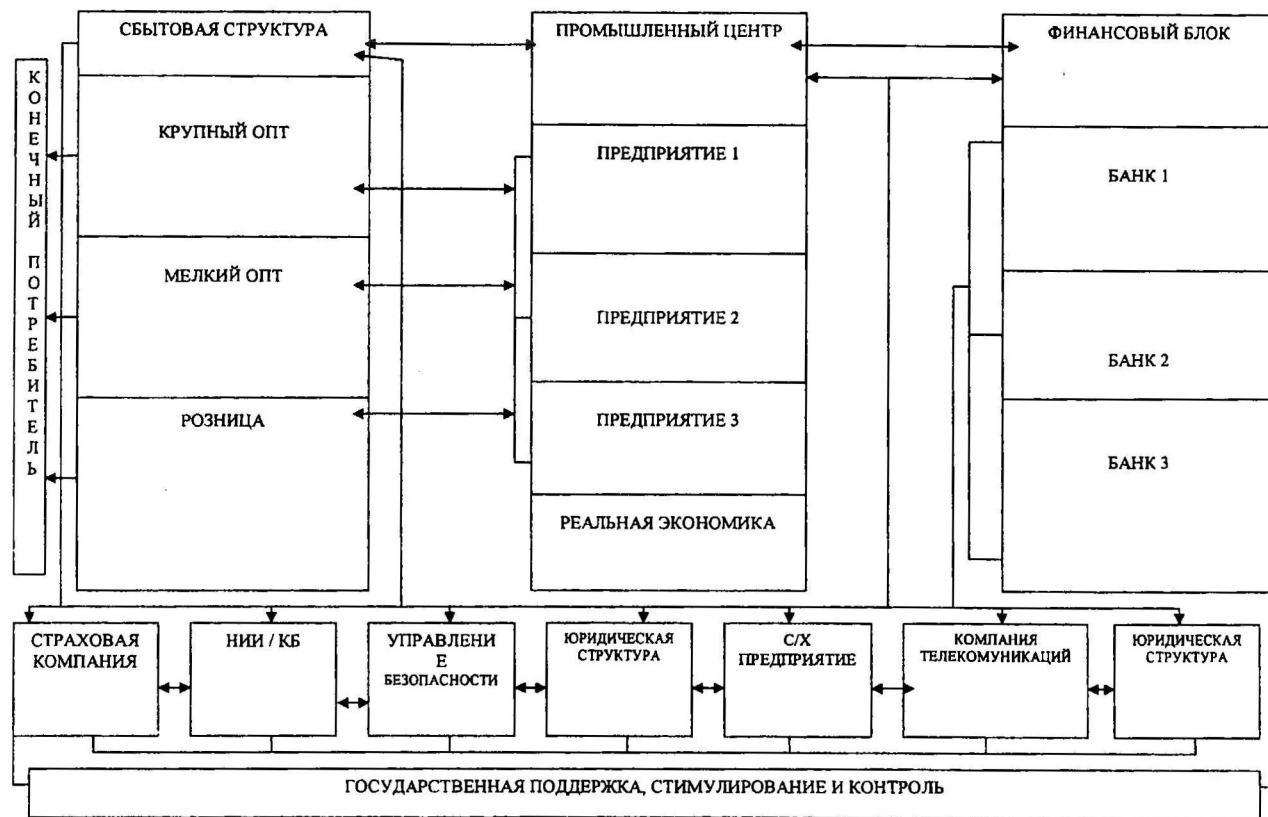 СБЫТОВАЯ СТРУКТУРА
ПРОМЫШЛЕННЫЙ ЦЕНТР
ФИНАНСОВЫЙ БЛОК
КОНЕЧНЫЙ ПОТРЕБИТЕЛЬ
КРУПНЫЙ ОПТ
ПРЕДПРИЯТИЕ 1
БАНК 1
МЕЛКИЙ ОПТ
ПРЕДПРИЯТИЕ 2
БАНК 2
РОЗНИЦА
ПРЕДПРИЯТИЕ 3
БАНК 3
РЕАЛЬНАЯ ЭКОНОМИКА
СТРАХОВАЯ
КОМПАНИЯ
НИИ / КБ
УПРАВЛЕНИ
Е
БЕЗОПАСНОСТИ
ЮРИДИЧЕСКАЯ
СТРУКТУРА
С/Х
ПРЕДПРИЯТИЕ
КОМПАНИЯ
ТЕЛЕКОМУНИКАЦИЙ
ЮРИДИЧЕСКАЯ
СТРУКТУРА
ГОСУДАРСТВЕННАЯ ПОДДЕРЖКА, СТИМУЛИРОВАНИЕ И КОНТРОЛЬ